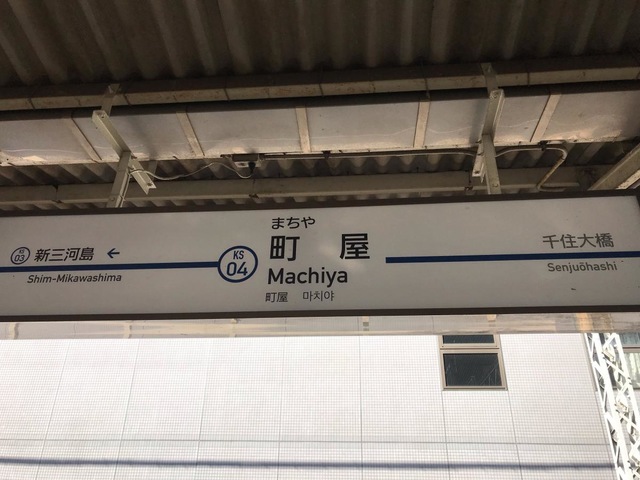 まちや
KS 04
町 屋
Machiya
町屋 마치야
KS 03 新三河島 ←
Shim-Mikawashima
千住大橋
Senjuōhashi